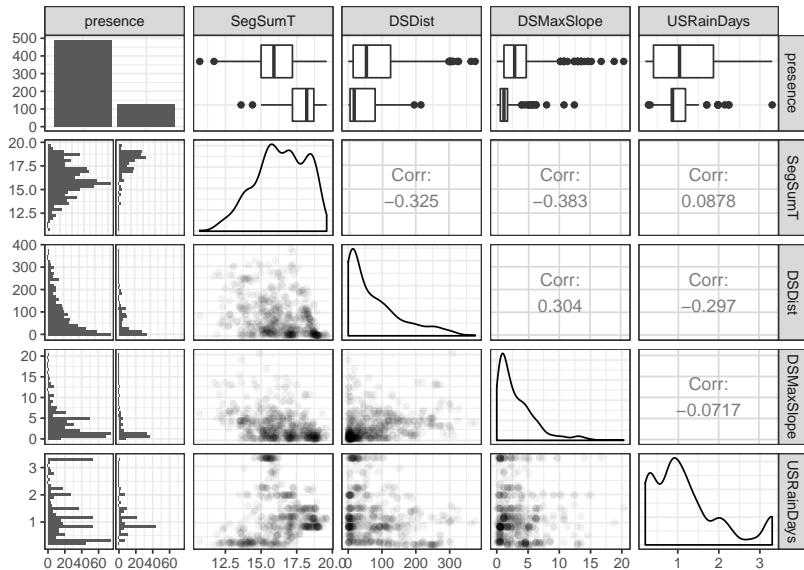 presence SegSumT DSDist DSMaxSlope USRainDays
500
400
300
200
100
0
presence
20.0
17.5
15.0
12.5
Corr:
−0.325
Corr:
−0.383
Corr:
0.0878
SegSumT
400
300
200
100
0
Corr:
0.304
Corr:
−0.297
DSDist
20
15
10
5
0
Corr:
−0.0717
DSMaxSlope
3
2
1
USRainDays
0 204060 0 204060 12.5 15.0 17.5 20.0 0 100 200 300 0 5 10 15 20 1 2 3